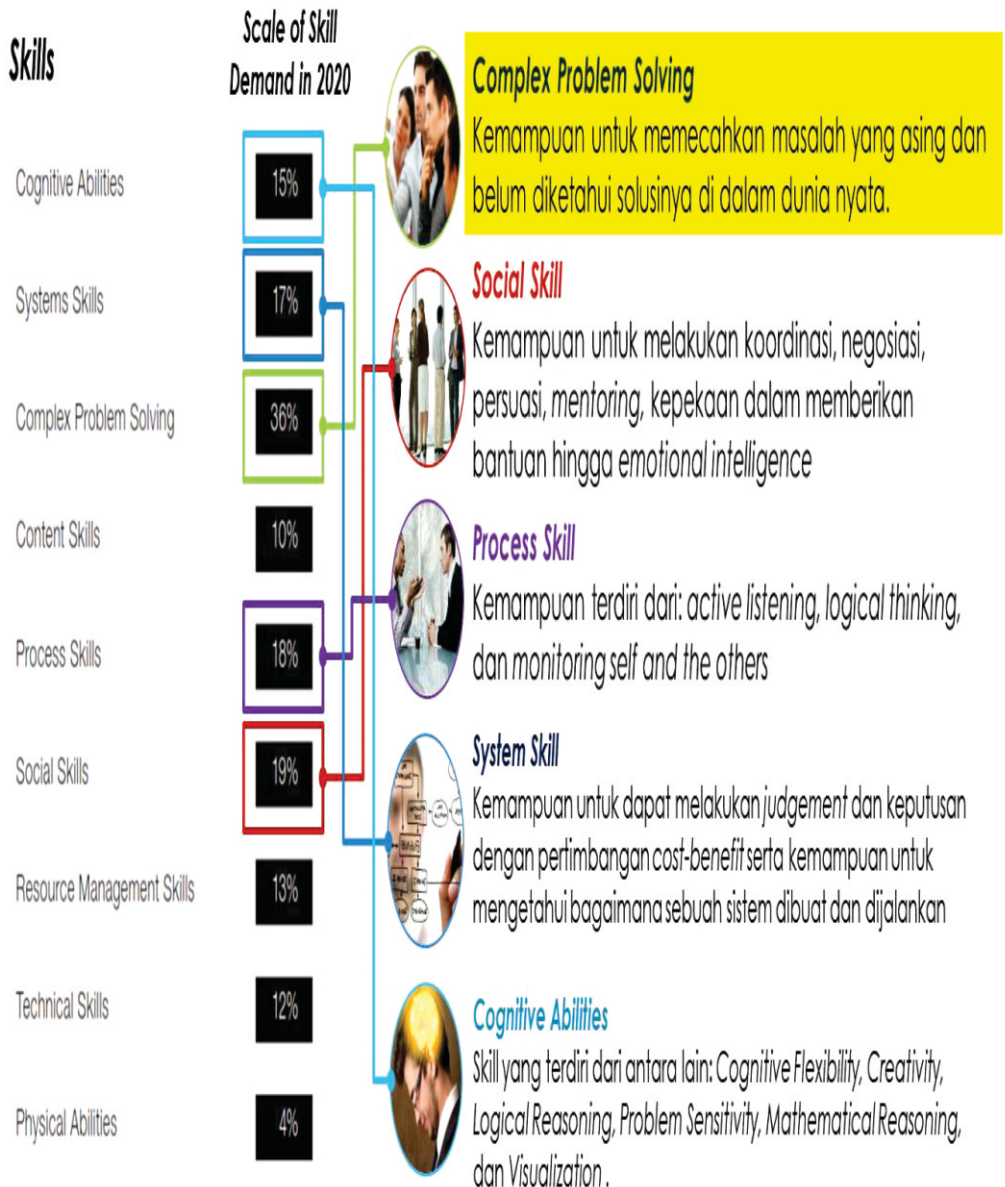 Skills
Scale of Skill
Demand in 2020
Cognitive Abilities
15%
Systems Skills
17%
Complex Problem Solving
36%
Content Skills
10%
Process Skills
18%
Social Skills
19%
Resource Management Skills
13%
Technical Skills
12%
Physical Abilities
4%
Complex Problem Solving
Kemampuan untuk memecahkan masalah yang asing dan
belum diketahui solusinya di dalam dunia nyata.
Social Skill
Kemampuan untuk melakukan koordinasi, negosiasi,
persuasi, mentoring, kepekaan dalam memberikan
bantuan hingga emotional intelligence
Process Skill
Kemampuan terdiri dari: active listening, logical thinking,
dan monitoring self and the others
System Skill
Kemampuan untuk dapat melakukan judgement dan keputusan
dengan pertimbangan cost-benefit serta kemampuan untuk
mengetahui bagaimana sebuah sistem dibuat dan dijalankan
Cognitive Abilities
Skill yang terdiri dari antara lain: Cognitive Flexibility, Creativity,
Logical Reasoning, Problem Sensitivity, Mathematical Reasoning,
dan Visualization .